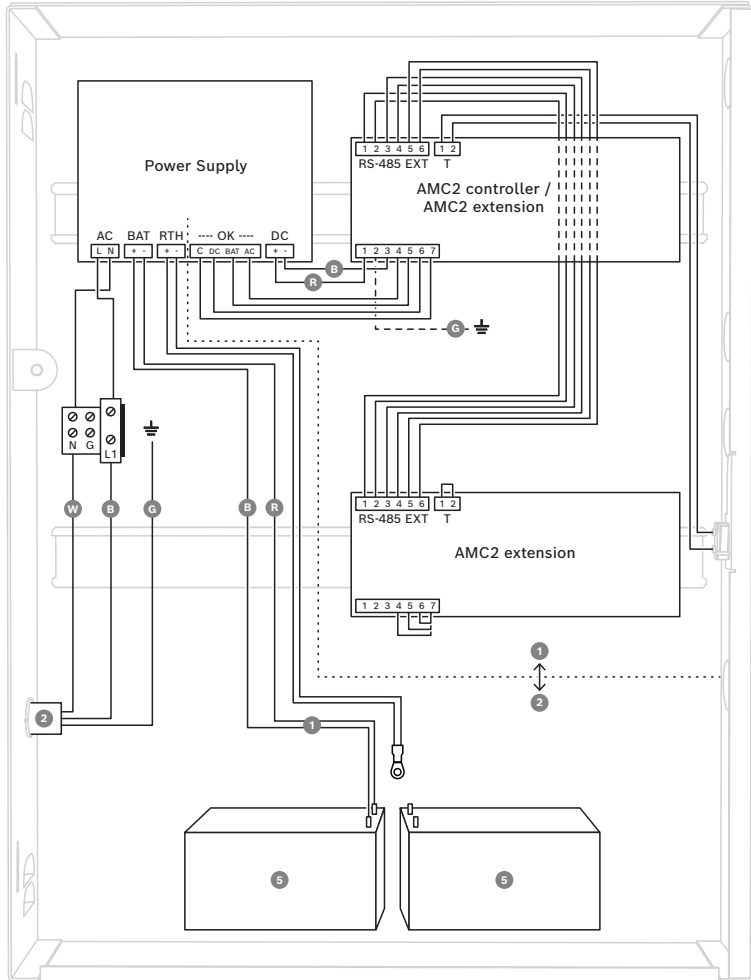 Power Supply
AC BAT RTH ---- OK ---- DC
L N + - + - C DC BAT AC + -
1 2 3 4 5 6 1 2
RS-485 EXT T
AMC2 controller /
AMC2 extension
1 2 3 4 5 6 7
B
R
G
N G
L1
W B G B R
1 2 3 4 5 6 1 2
RS-485 EXT T
AMC2 extension
1 2 3 4 5 6 7
1
2
2
1
5 5